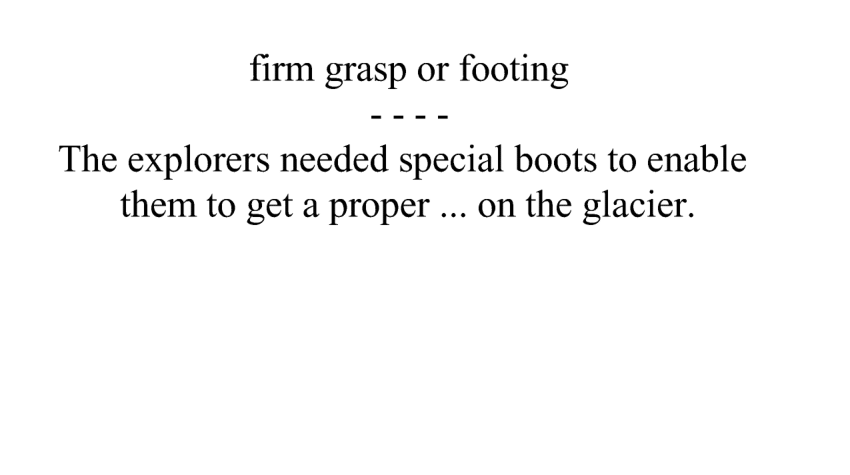 firm grasp or footing
- - - -
The explorers needed special boots to enable
them to get a proper ... on the glacier.